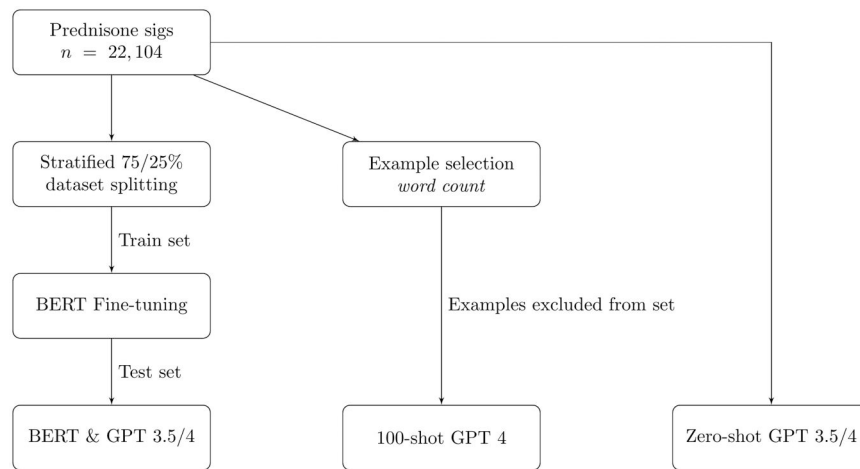 Prednisone sigs
n = 22,104
Stratified 75/25%
dataset splitting
Example selection
word count
Train set
BERT Fine-tuning
Examples excluded from set
Test set
BERT & GPT 3.5/4
100-shot GPT 4
Zero-shot GPT 3.5/4